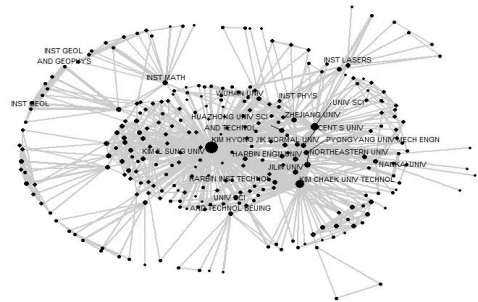 INST GEOL
AND GEOPHYS
INST LASERS
INST MATH
WUHAN UNIV
INST PHYS
INST GEOL
UNIV SCI
HUAZHONG UNIV SCI
ZHEJIANG UNIV
AND TECHNOL
CENT S UNIV
KIM HYONG JIK NORMAL UNIV
PYONGYANG UNIV MECH ENGN
KIM IL SUNG UNIV
HARBIN ENGN UNIV
NORTHEASTERN UNIV
NANKAI UNIV
JILIN UNIV
HARBIN INST TECHNOL
KIM CHAEK UNIV TECHNOL
UNIV SCI
AND TECHNOL BEIJING